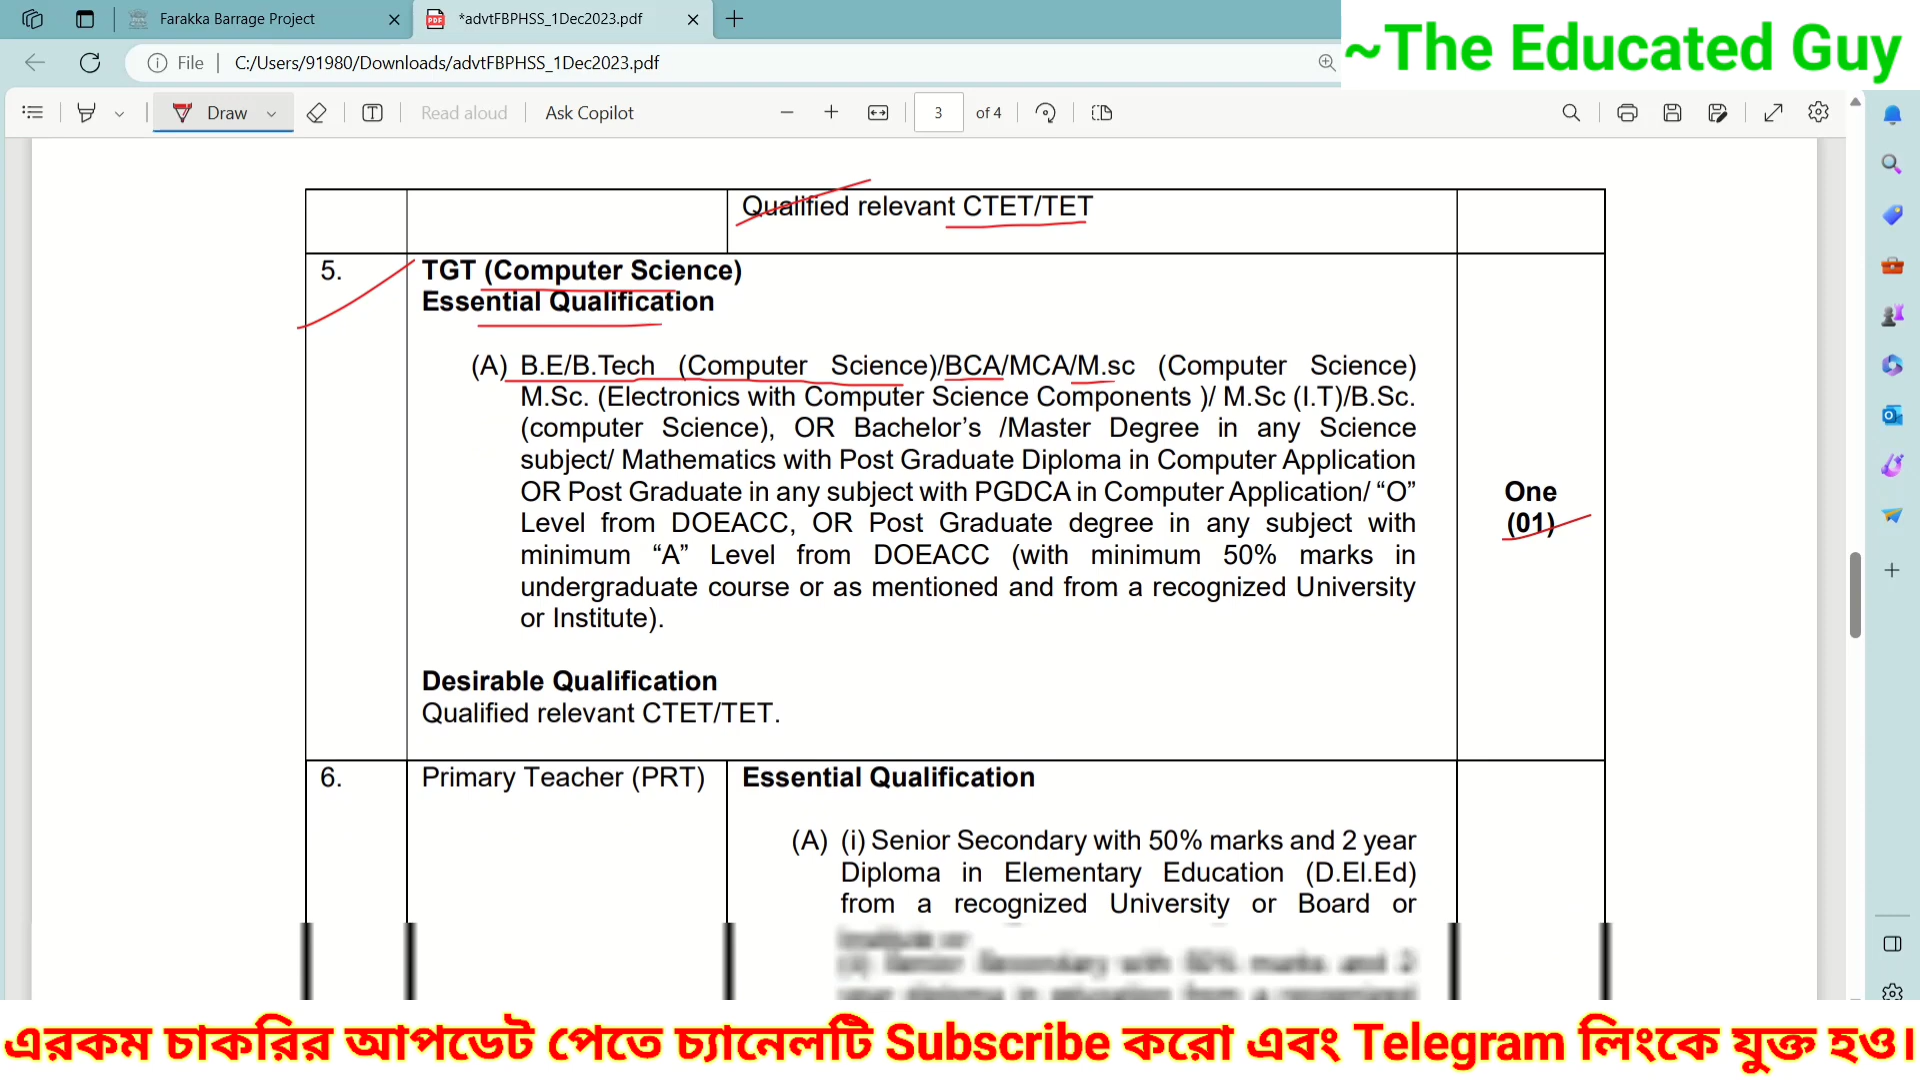 Farakka Barrage Project
*advtFBPHSS_1Dec2023.pdf
~The Educated Guy
File
C:/Users/91980/Downloads/advtFBPHSS_1Dec2023.pdf
Draw
Read aloud
Ask Copilot
3
of 4
Qualified relevant CTET/TET
5.
TGT (Computer Science)
Essential Qualification
(A) B.E/B.Tech (Computer Science)/BCA/MCA/M.sc (Computer Science)
M.Sc. (Electronics with Computer Science Components )/ M.Sc (I.T)/B.Sc.
(computer Science), OR Bachelor’s /Master Degree in any Science
subject/ Mathematics with Post Graduate Diploma in Computer Application
OR Post Graduate in any subject with PGDCA in Computer Application/ “O”
Level from DOEACC, OR Post Graduate degree in any subject with
minimum “A” Level from DOEACC (with minimum 50% marks in
undergraduate course or as mentioned and from a recognized University
or Institute).
One
(01)
Desirable Qualification
Qualified relevant CTET/TET.
6.
Primary Teacher (PRT)
Essential Qualification
(A) (i) Senior Secondary with 50% marks and 2 year
Diploma in Elementary Education (D.El.Ed)
from a recognized University or Board or
এরকম চাকরির আপডেট পেতে চ্যানেলটি Subscribe করো এবং Telegram লিংকে যুক্ত হও।